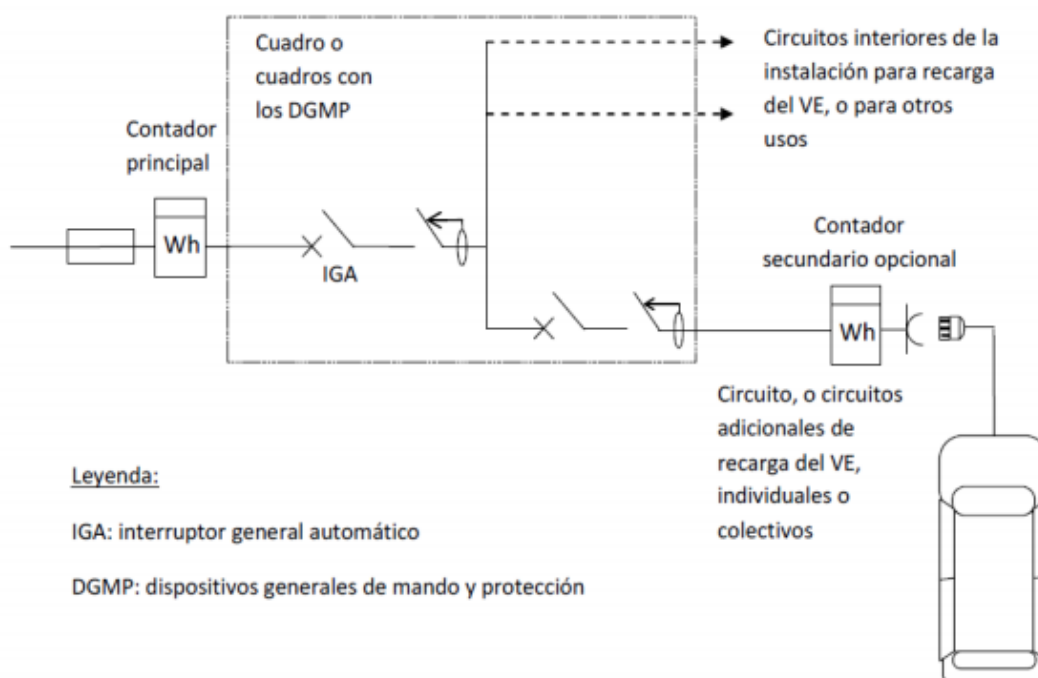 Cuadro o
cuadros con
los DGMP
Circuitos interiores de la
instalación para recarga
del VE, o para otros
usos
Contador
principal
Wh
IGA
Contador
secundario opcional
Wh
Circuito, o circuitos
adicionales de
recarga del VE,
individuales o
colectivos
Leyenda:
IGA: interruptor general automático
DGMP: dispositivos generales de mando y protección